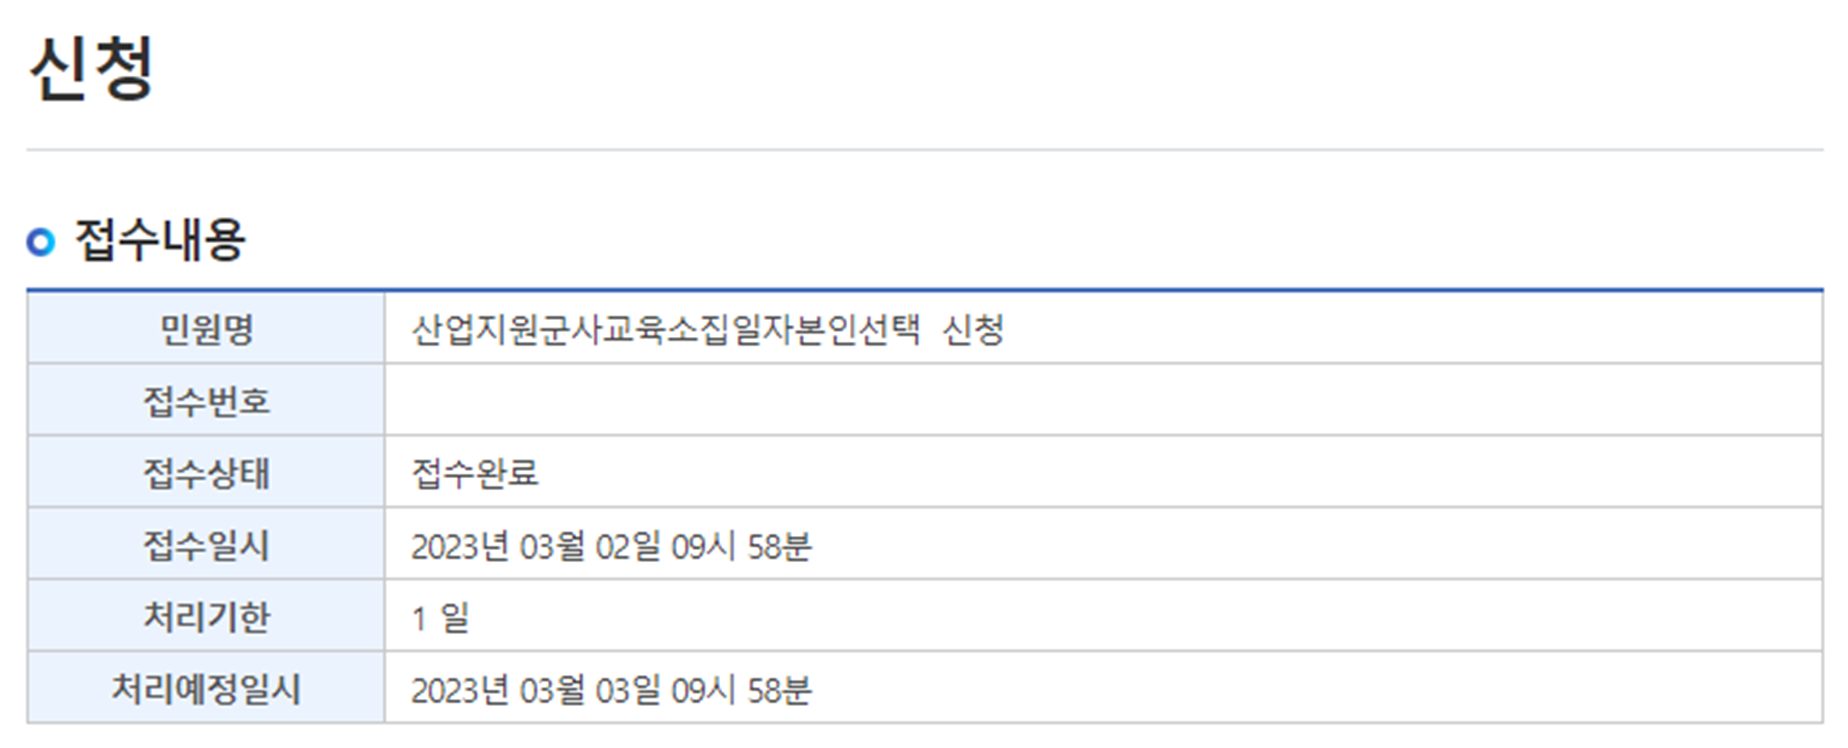 신청
접수내용
민원명 산업지원군사교육소집일자본인선택 신청
접수번호
접수상태 접수완료
접수일시 2023년 03월 02일 09시 58분
처리기한 1 일
처리예정일시 2023년 03월 03일 09시 58분